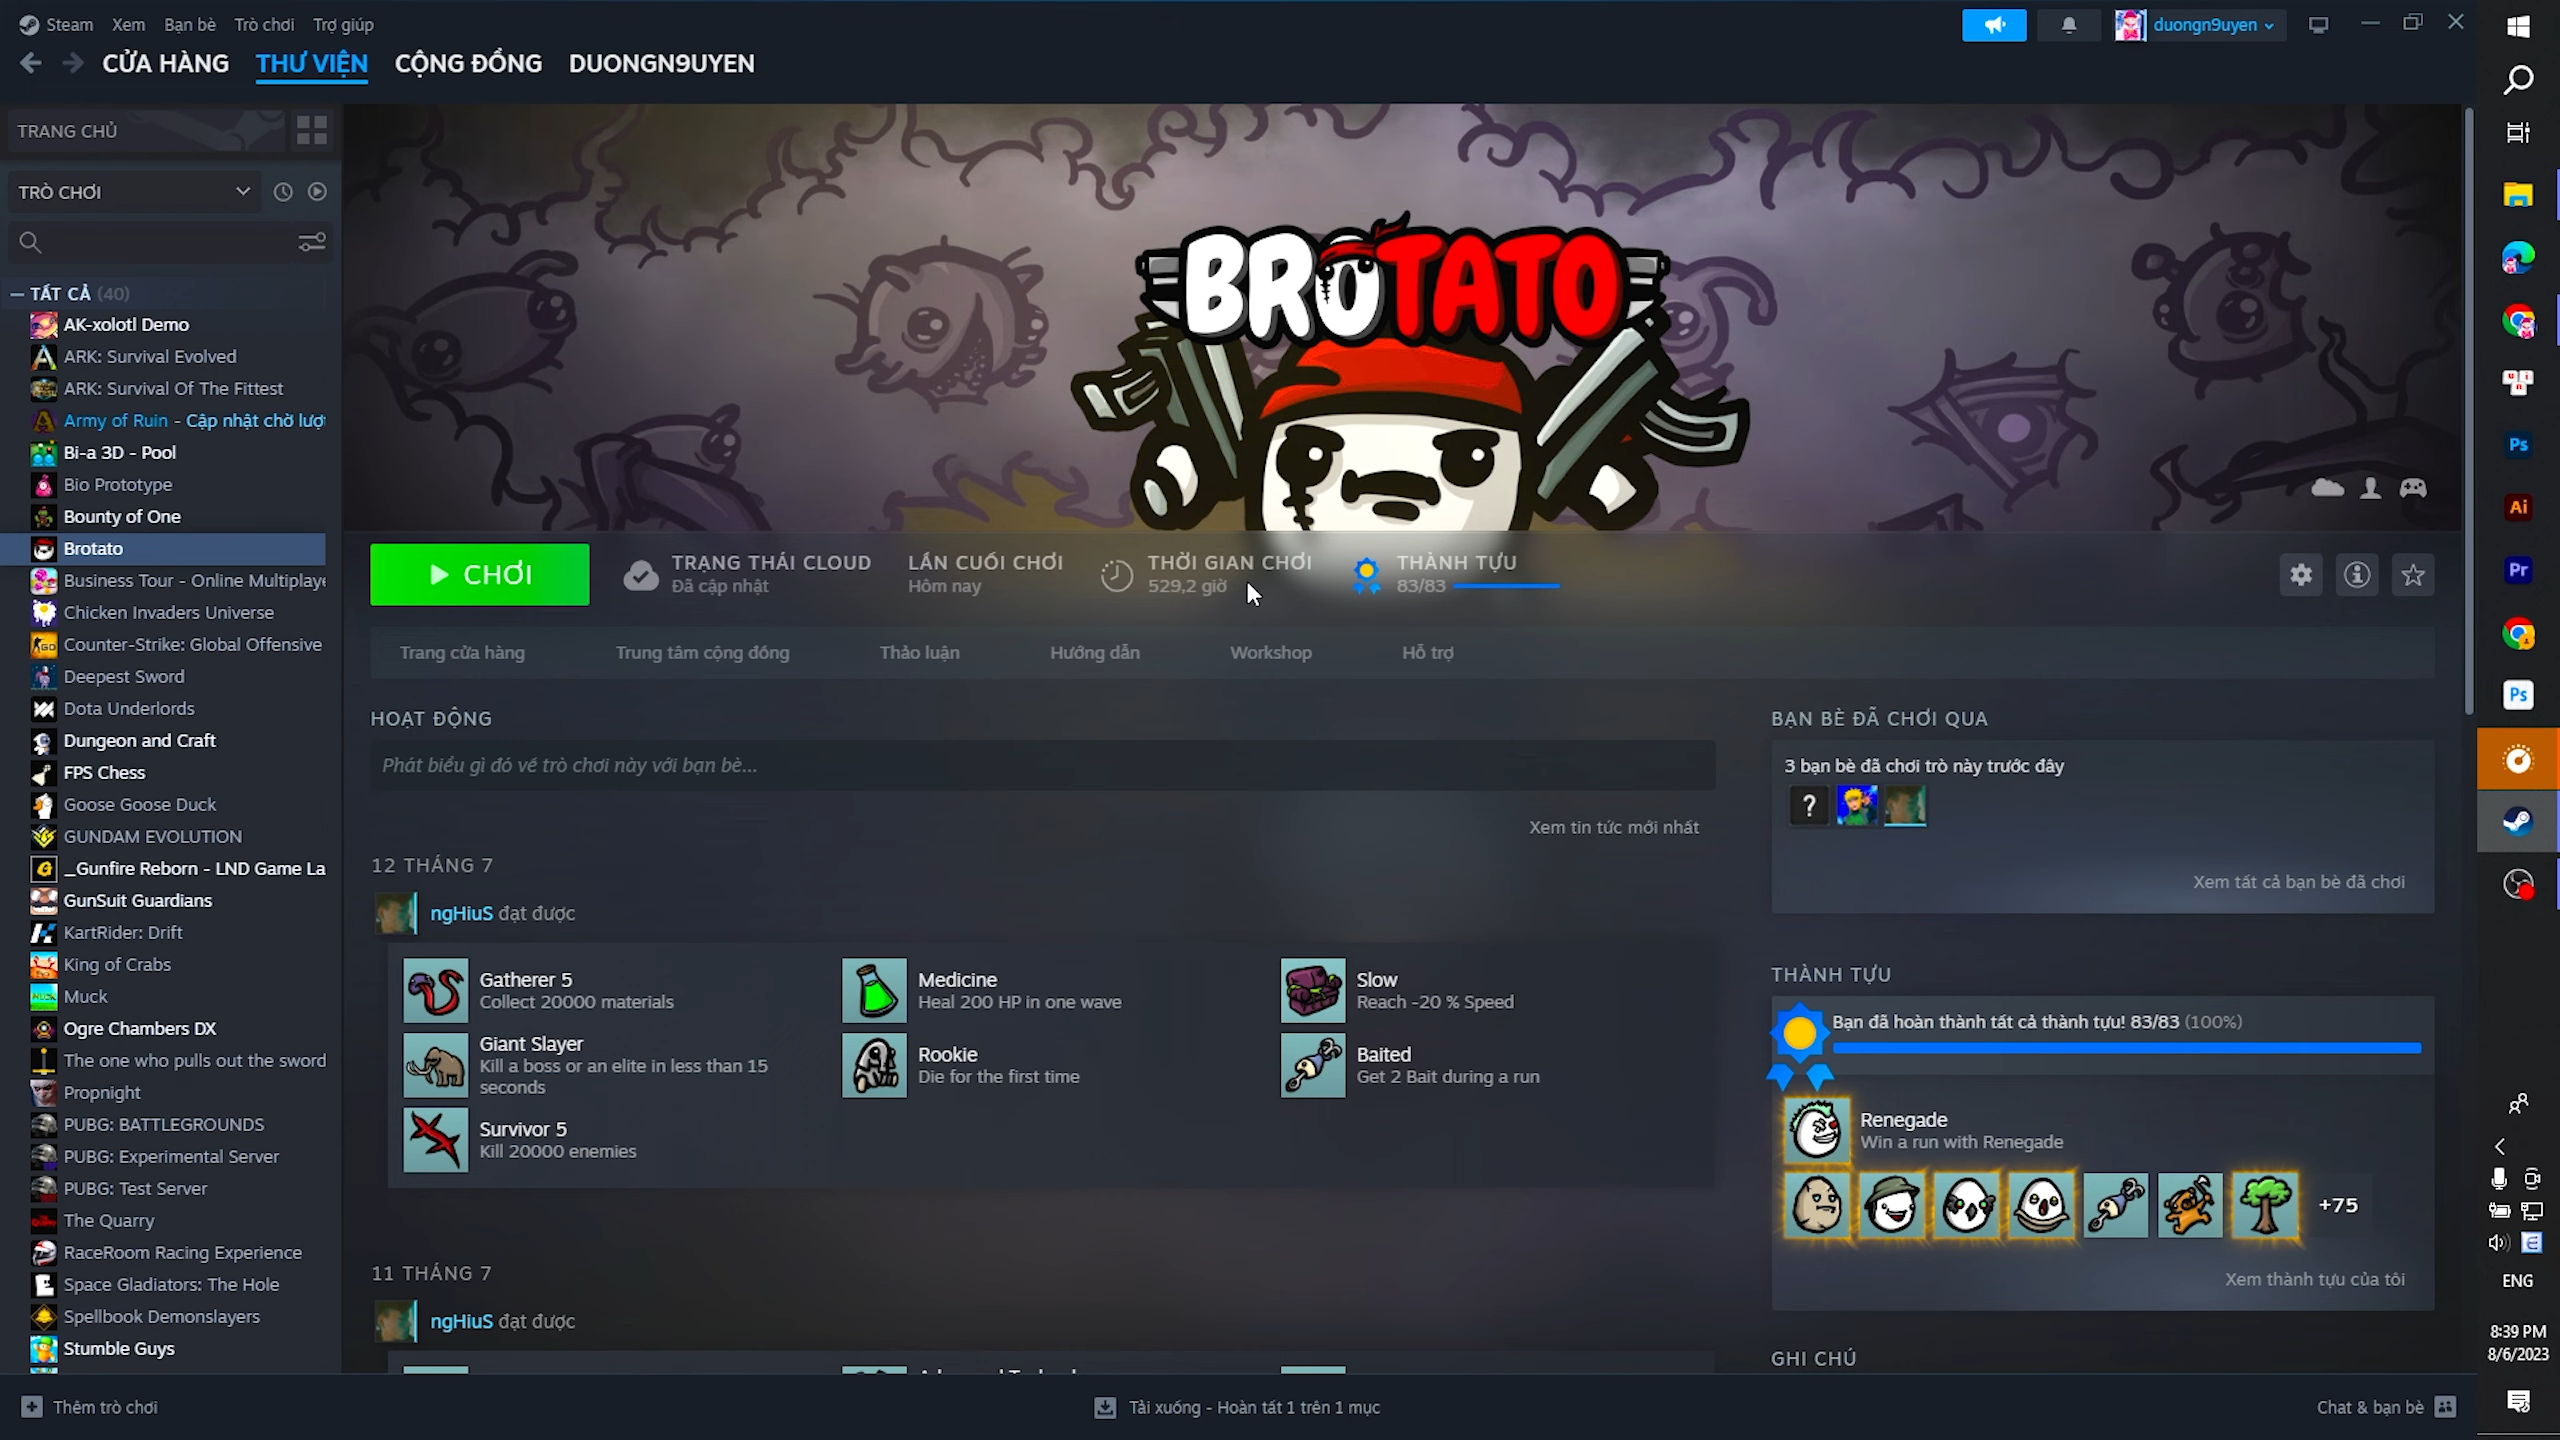 Steam Xem Bạn bè Trò chơi Trợ giúp
duongn9uyen
CỬA HÀNG THƯ VIỆN CỘNG ĐỒNG DUONGN9UYEN
TRANG CHỦ
TRÒ CHƠI
TẤT CẢ (40)
AK-xolotl Demo
ARK: Survival Evolved
ARK: Survival Of The Fittest
Army of Ruin - Cập nhật chờ lượt
Bi-a 3D - Pool
Bio Prototype
Bounty of One
Brotato
Business Tour - Online Multiplaye
Chicken Invaders Universe
Counter-Strike: Global Offensive
Deepest Sword
Dota Underlords
Dungeon and Craft
FPS Chess
Goose Goose Duck
GUNDAM EVOLUTION
_Gunfire Reborn - LND Game La
GunSuit Guardians
KartRider: Drift
King of Crabs
Muck
Ogre Chambers DX
The one who pulls out the sword
Propnight
PUBG: BATTLEGROUNDS
PUBG: Experimental Server
PUBG: Test Server
The Quarry
RaceRoom Racing Experience
Space Gladiators: The Hole
Spellbook Demonslayers
Stumble Guys
Thêm trò chơi
BROTATO
CHƠI
TRẠNG THÁI CLOUD
Đã cập nhật
LẦN CUỐI CHƠI
Hôm nay
THỜI GIAN CHƠI
529,2 giờ
THÀNH TỰU
83/83
Trang cửa hàng Trung tâm cộng đồng Thảo luận Hướng dẫn Workshop Hỗ trợ
HOẠT ĐỘNG
Phát biểu gì đó về trò chơi này với bạn bè...
Xem tin tức mới nhất
12 THÁNG 7
ngHiuS đạt được
Gatherer 5
Collect 20000 materials
Medicine
Heal 200 HP in one wave
Slow
Reach -20 % Speed
Giant Slayer
Kill a boss or an elite in less than 15
seconds
Rookie
Die for the first time
Baited
Get 2 Bait during a run
Survivor 5
Kill 20000 enemies
11 THÁNG 7
ngHiuS đạt được
BẠN BÈ ĐÃ CHƠI QUA
3 bạn bè đã chơi trò này trước đây
?
Xem tất cả bạn bè đã chơi
THÀNH TỰU
Bạn đã hoàn thành tất cả thành tựu! 83/83 (100%)
Renegade
Win a run with Renegade
+75
Xem thành tựu của tôi
GHI CHÚ
Tải xuống - Hoàn tất 1 trên 1 mục
Chat & bạn bè
Ps
Ai
Pr
Ps
ENG
8:39 PM
8/6/2023